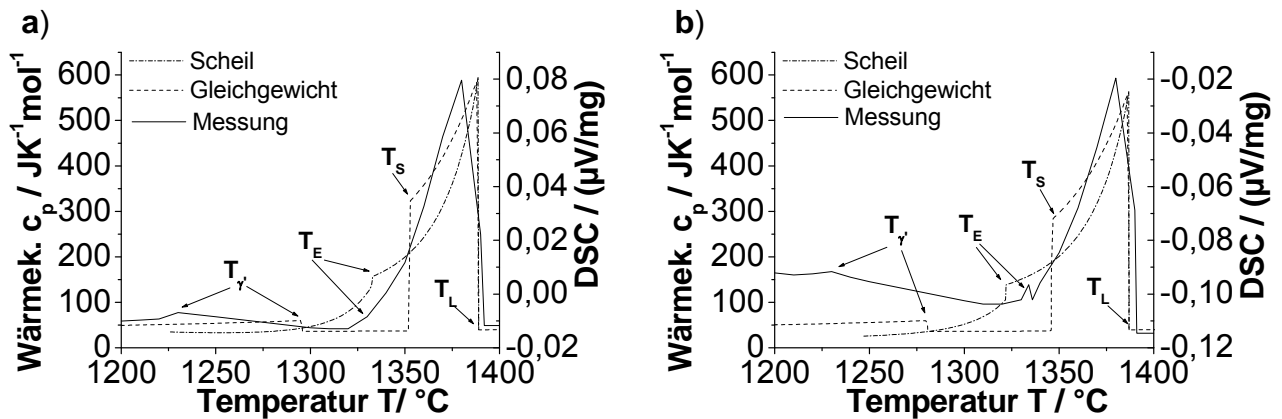 a)
Scheil
Gleichgewicht
Messung
600
500
400
300
200
100
0
Wärmek. c_p / JK⁻¹mol⁻¹
0,08
0,06
0,04
0,02
0,00
-0,02
DSC / (µV/mg)
T_S
T_E
T_γ'
T_L
1200 1250 1300 1350 1400
Temperatur T/ °C
b)
Scheil
Gleichgewicht
Messung
600
500
400
300
200
100
0
Wärmek. c_p / JK⁻¹mol⁻¹
-0,02
-0,04
-0,06
-0,08
-0,10
-0,12
DSC / (µV/mg)
T_S
T_E
T_γ'
T_L
1200 1250 1300 1350 1400
Temperatur T / °C